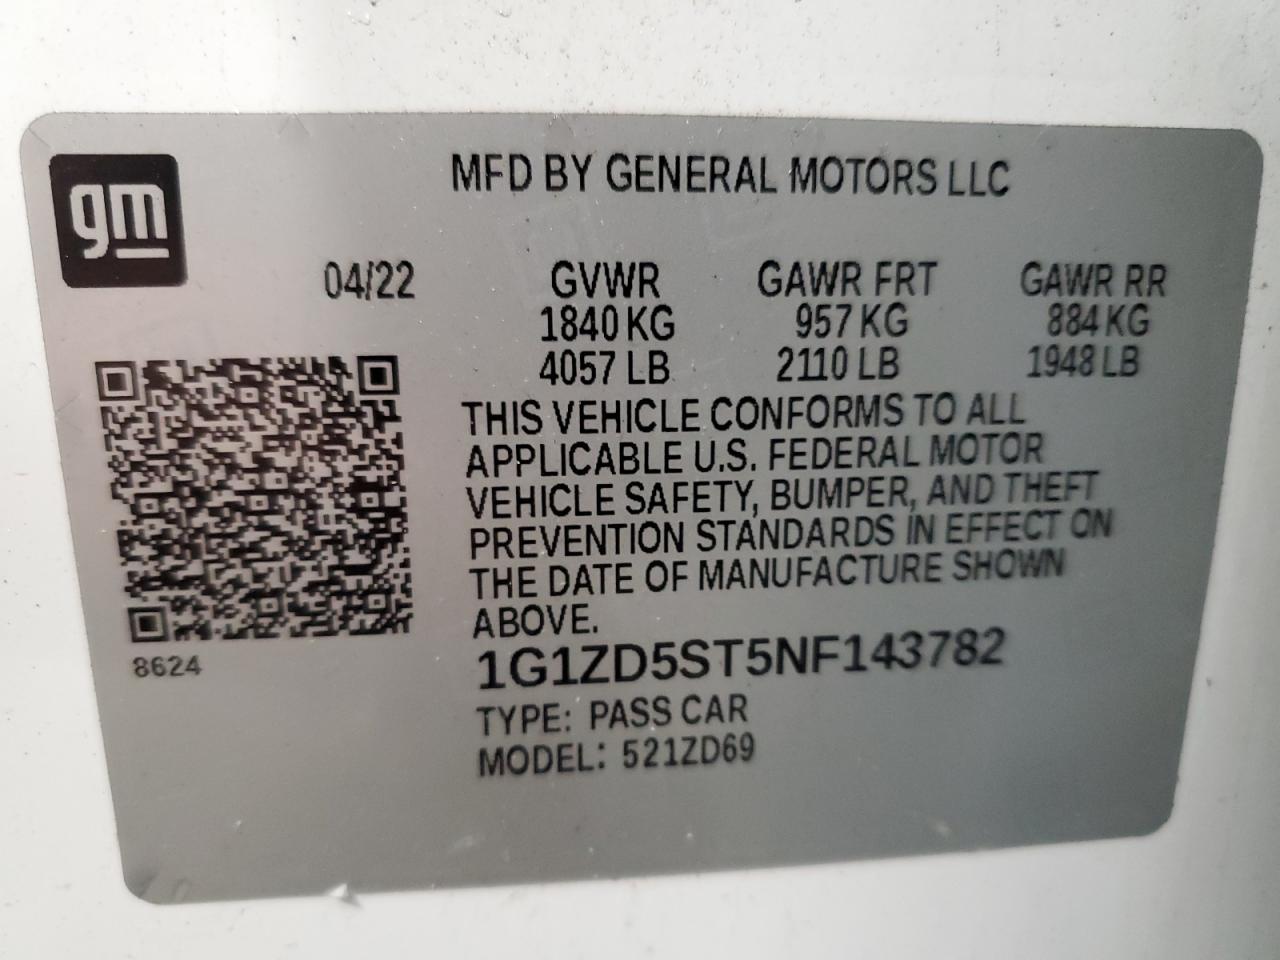 gm
MFD BY GENERAL MOTORS LLC
04/22 GVWR GAWR FRT GAWR RR
1840 KG 957 KG 884 KG
4057 LB 2110 LB 1948 LB
THIS VEHICLE CONFORMS TO ALL
APPLICABLE U.S. FEDERAL MOTOR
VEHICLE SAFETY, BUMPER, AND THEFT
PREVENTION STANDARDS IN EFFECT ON
THE DATE OF MANUFACTURE SHOWN
ABOVE.
8624
1G1ZD5ST5NF143782
TYPE: PASS CAR
MODEL: 521ZD69